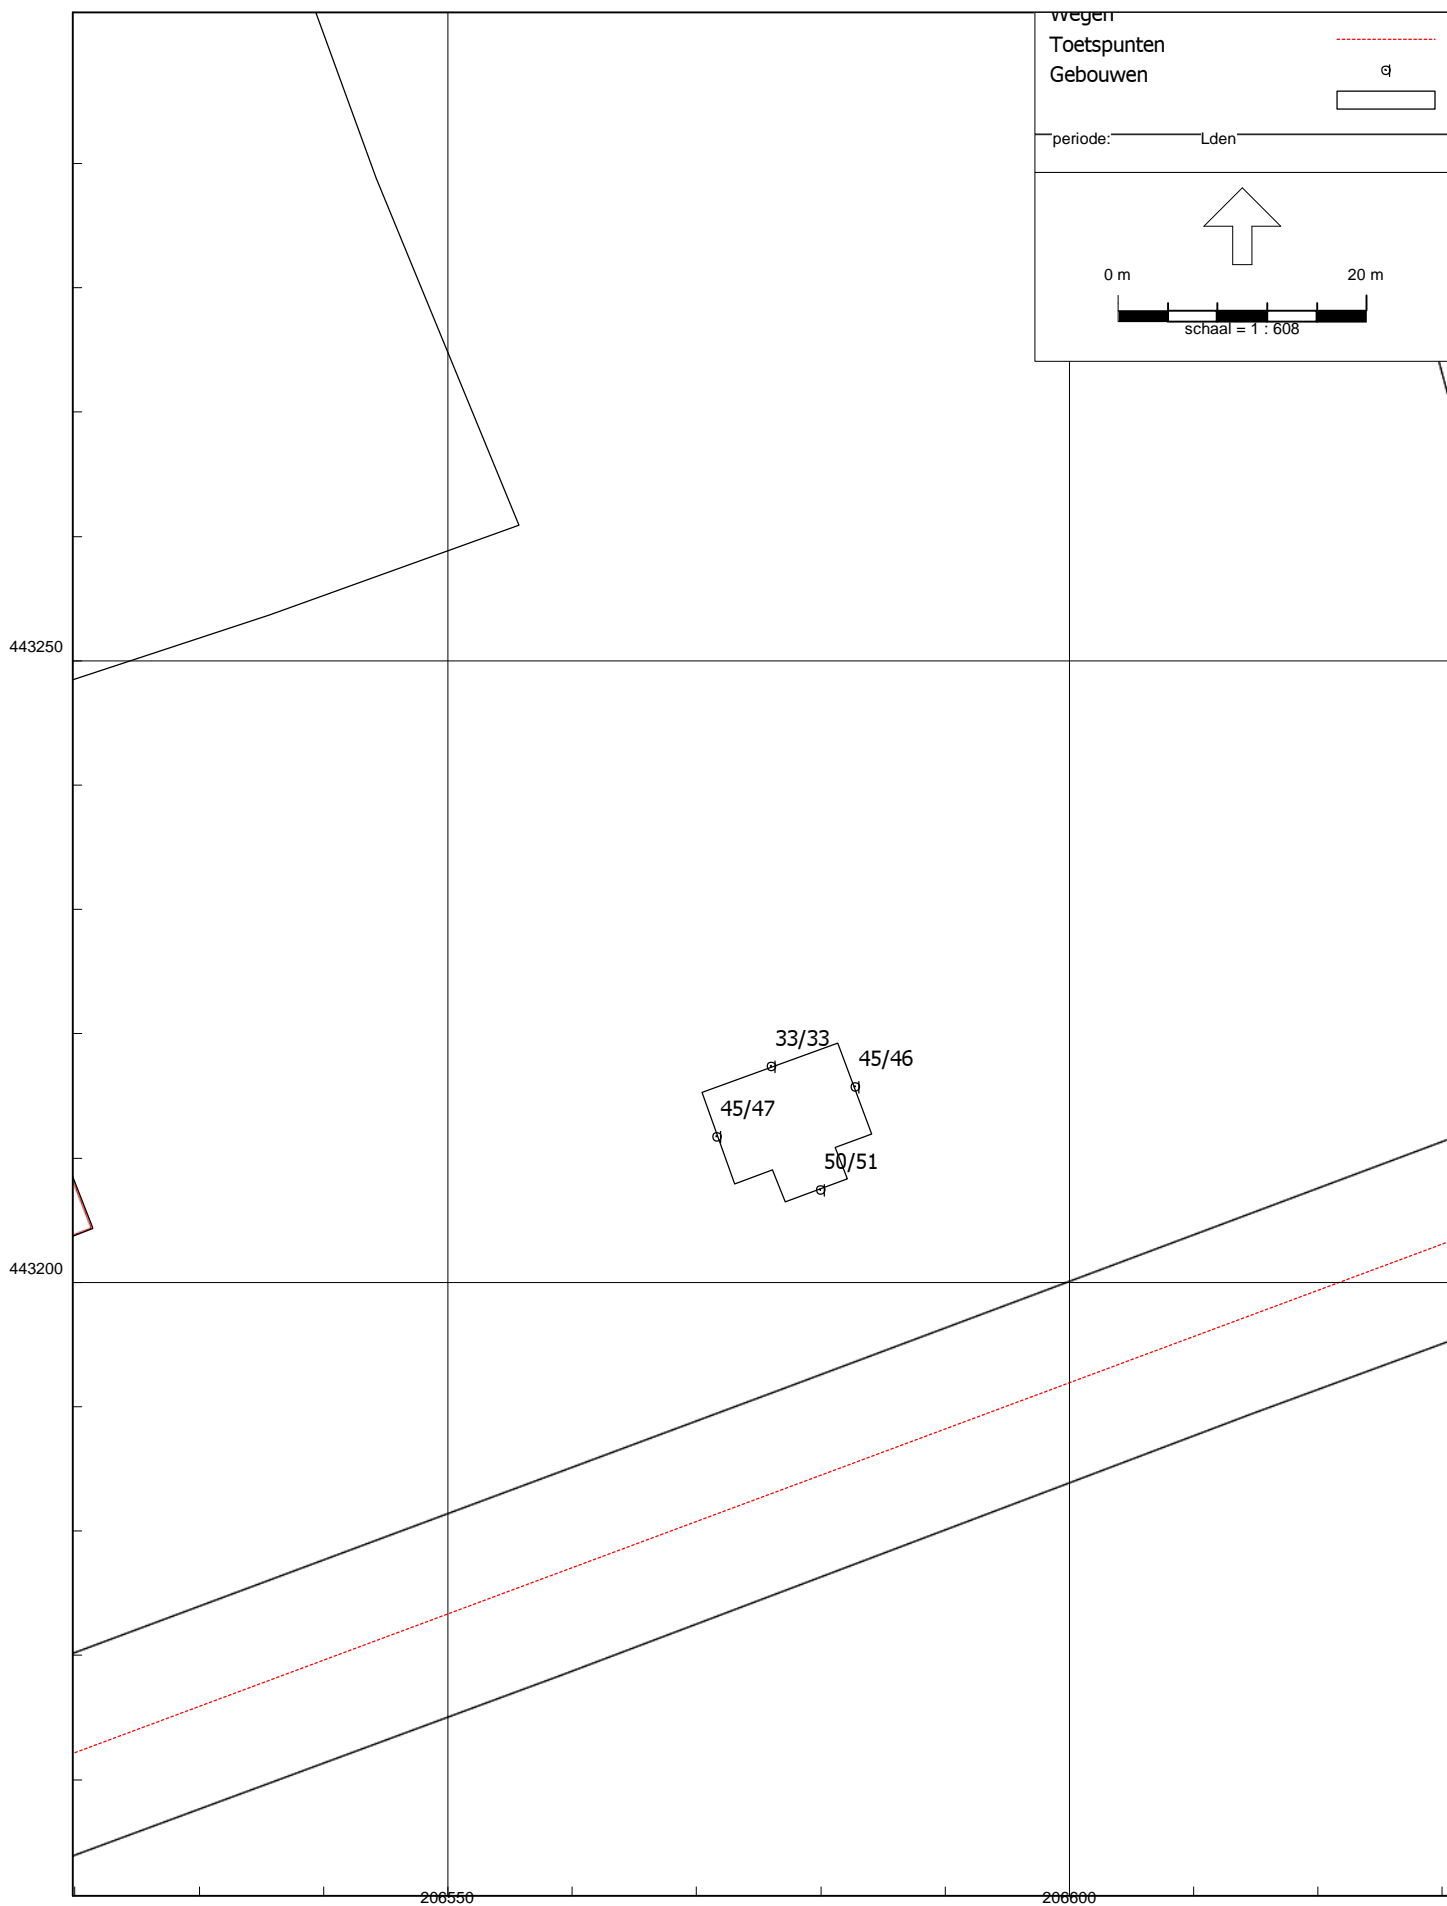 Wegen
Toetspunten
Gebouwen
periode: Lden
0 m 20 m
schaal = 1 : 608
443250
33/33
45/46
45/47
50/51
443200
206550 206600